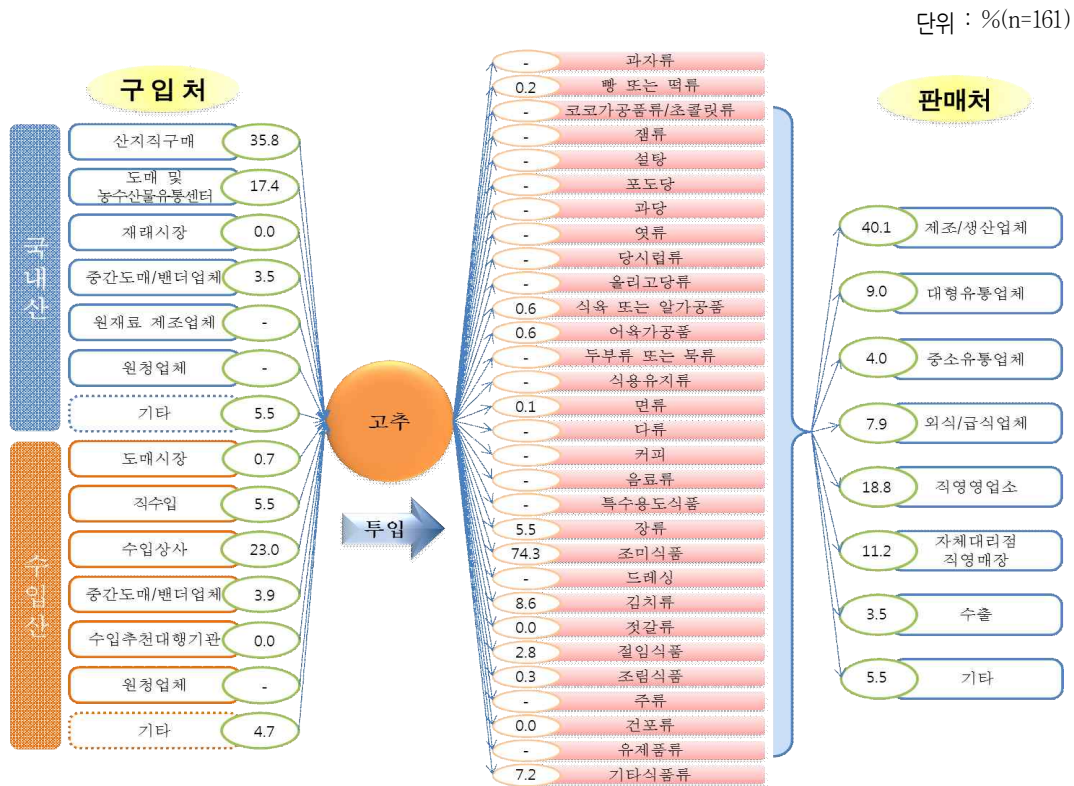 단위 : %(n=161)
구입처
국내산
산지직구매 35.8
도매 및
농수산물유통센터 17.4
재래시장 0.0
중간도매/밴더업체 3.5
원재료 제조업체 -
원청업체 -
기타 5.5
수입산
도매시장 0.7
직수입 5.5
수입상사 23.0
중간도매/밴더업체 3.9
수입추천대행기관 0.0
원청업체 -
기타 4.7
고추
투입
- 과자류
0.2 빵 또는 떡류
- 코코가공품류/초콜릿류
- 잼류
- 설탕
- 포도당
- 과당
- 엿류
- 당시럽류
- 올리고당류
0.6 식육 또는 알가공품
0.6 어육가공품
- 두부류 또는 묵류
- 식용유지류
0.1 면류
- 다류
- 커피
- 음료류
- 특수용도식품
5.5 장류
74.3 조미식품
- 드레싱
8.6 김치류
0.0 젓갈류
2.8 절임식품
0.3 조림식품
- 주류
0.0 건포류
- 유제품류
7.2 기타식품류
판매처
40.1 제조/생산업체
9.0 대형유통업체
4.0 중소유통업체
7.9 외식/급식업체
18.8 직영영업소
11.2 자체대리점
직영매장
3.5 수출
5.5 기타